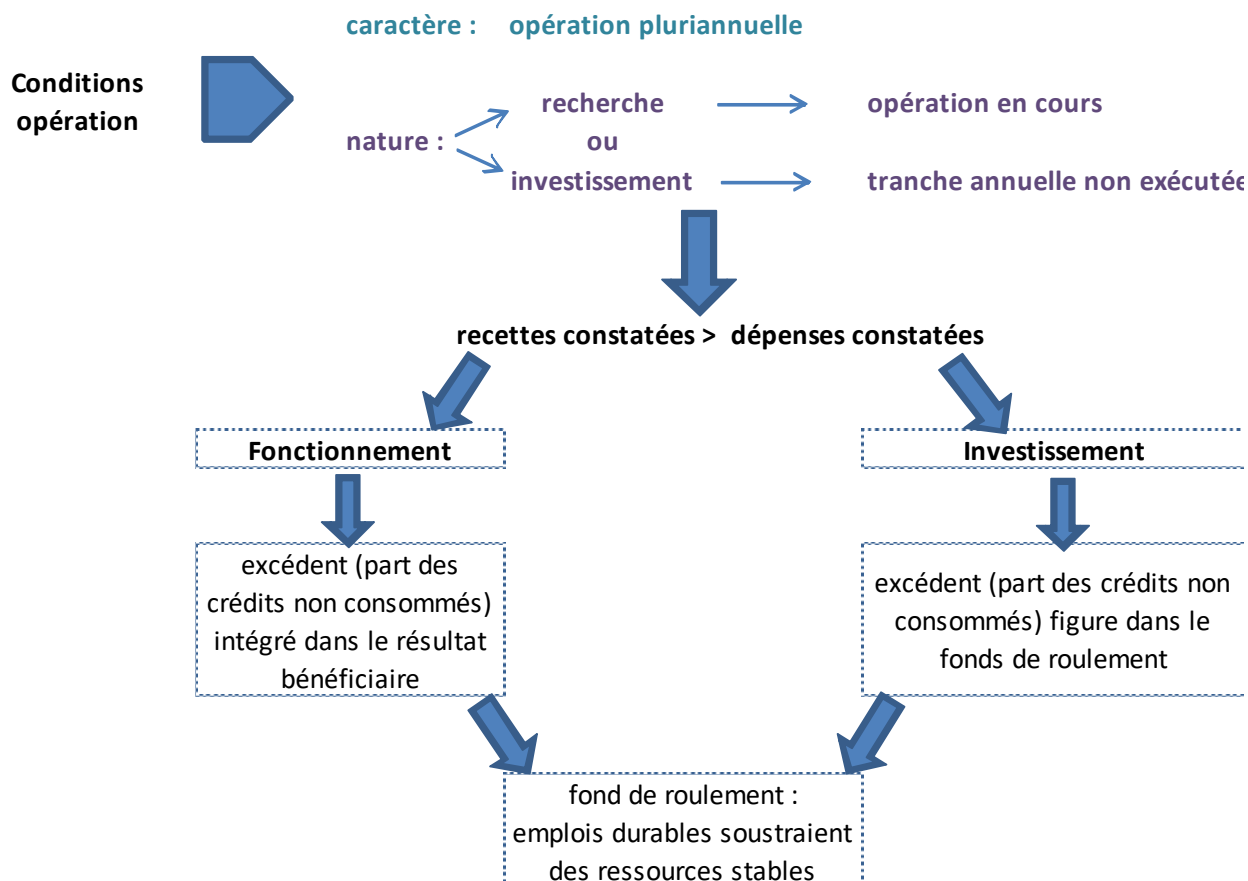 caractère : opération pluriannuelle
Conditions
opération
recherche
opération en cours
nature :
ou
investissement
tranche annuelle non exécutée
recettes constatées > dépenses constatées
Fonctionnement
Investissement
excédent (part des
crédits non consommés)
intégré dans le résultat
bénéficiaire
excédent (part des crédits non
consommés) figure dans le
fonds de roulement
fond de roulement :
emplois durables soustraient
des ressources stables